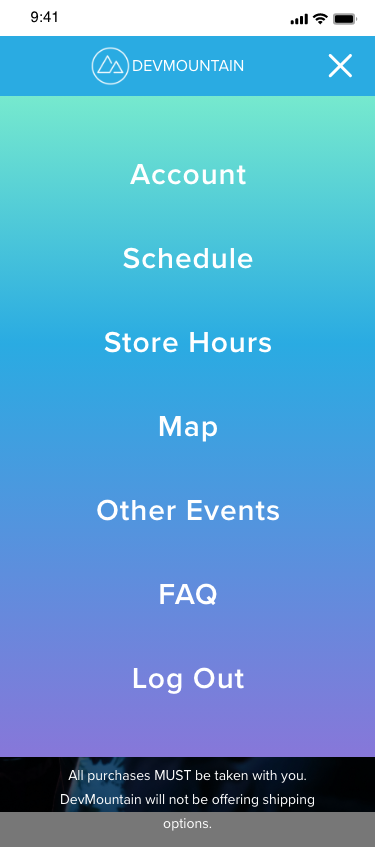 9:41
DEVMOUNTAIN
Account
Schedule
Store Hours
Map
Other Events
FAQ
Log Out
All purchases MUST be taken with you.
DevMountain will not be offering shipping
options.